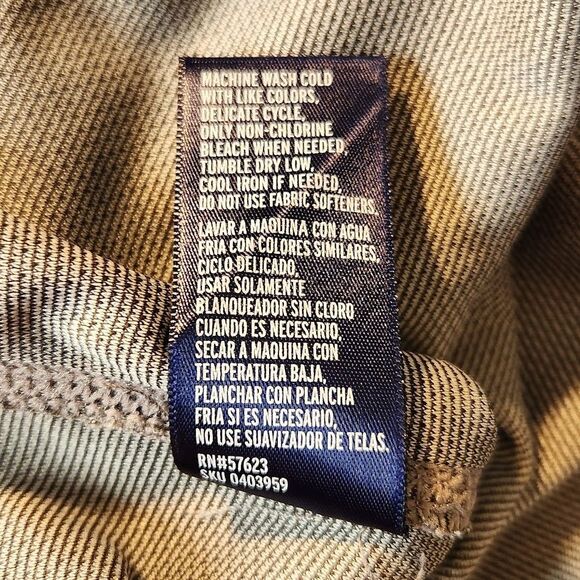 MACHINE WASH COLD
WITH LIKE COLORS,
DELICATE CYCLE,
ONLY NON-CHLORINE
BLEACH WHEN NEEDED,
TUMBLE DRY LOW,
COOL IRON IF NEEDED,
DO NOT USE FABRIC SOFTENERS.
LAVAR A MAQUINA CON AGUA
FRIA CON COLORES SIMILARES,
CICLO DELICADO,
USAR SOLAMENTE
BLANQUEADOR SIN CLORO
CUANDO ES NECESARIO,
SECAR A MAQUINA CON
TEMPERATURA BAJA,
PLANCHAR CON PLANCHA
FRIA SI ES NECESARIO,
NO USE SUAVIZADOR DE TELAS.
RN#57623
SKU 0403959